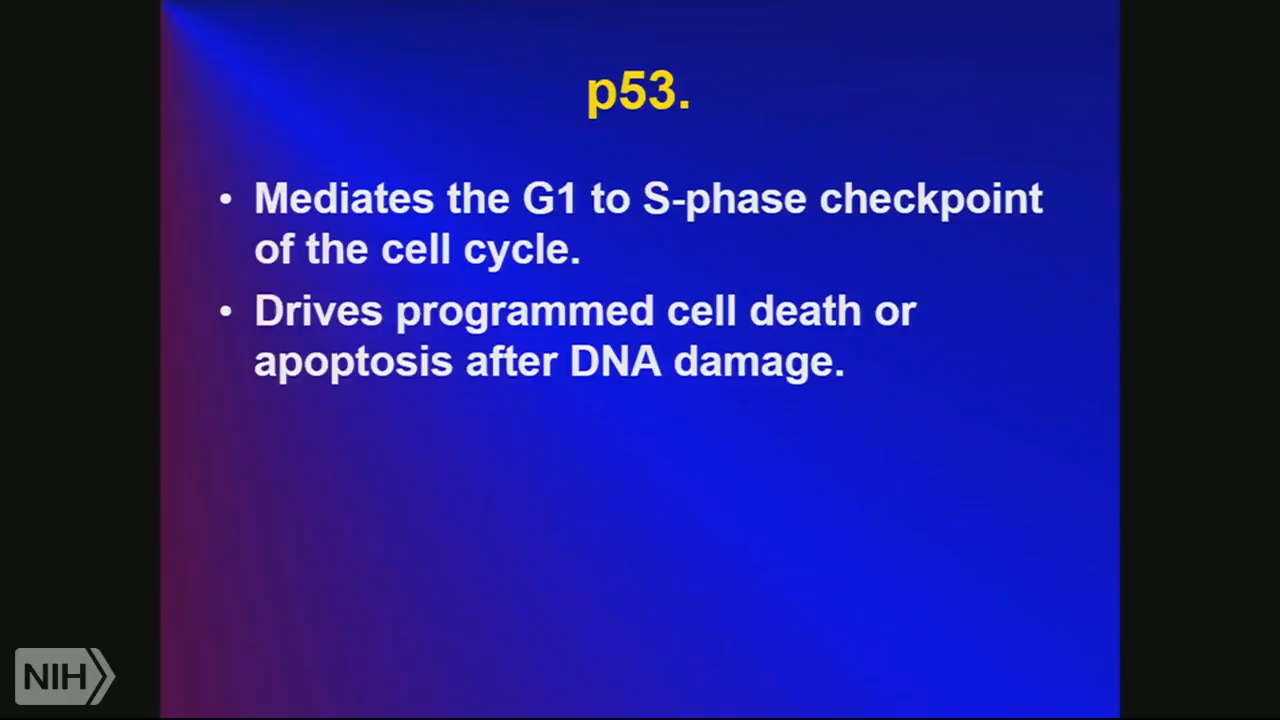 p53.
• Mediates the G1 to S-phase checkpoint
of the cell cycle.
• Drives programmed cell death or
apoptosis after DNA damage.
NIH